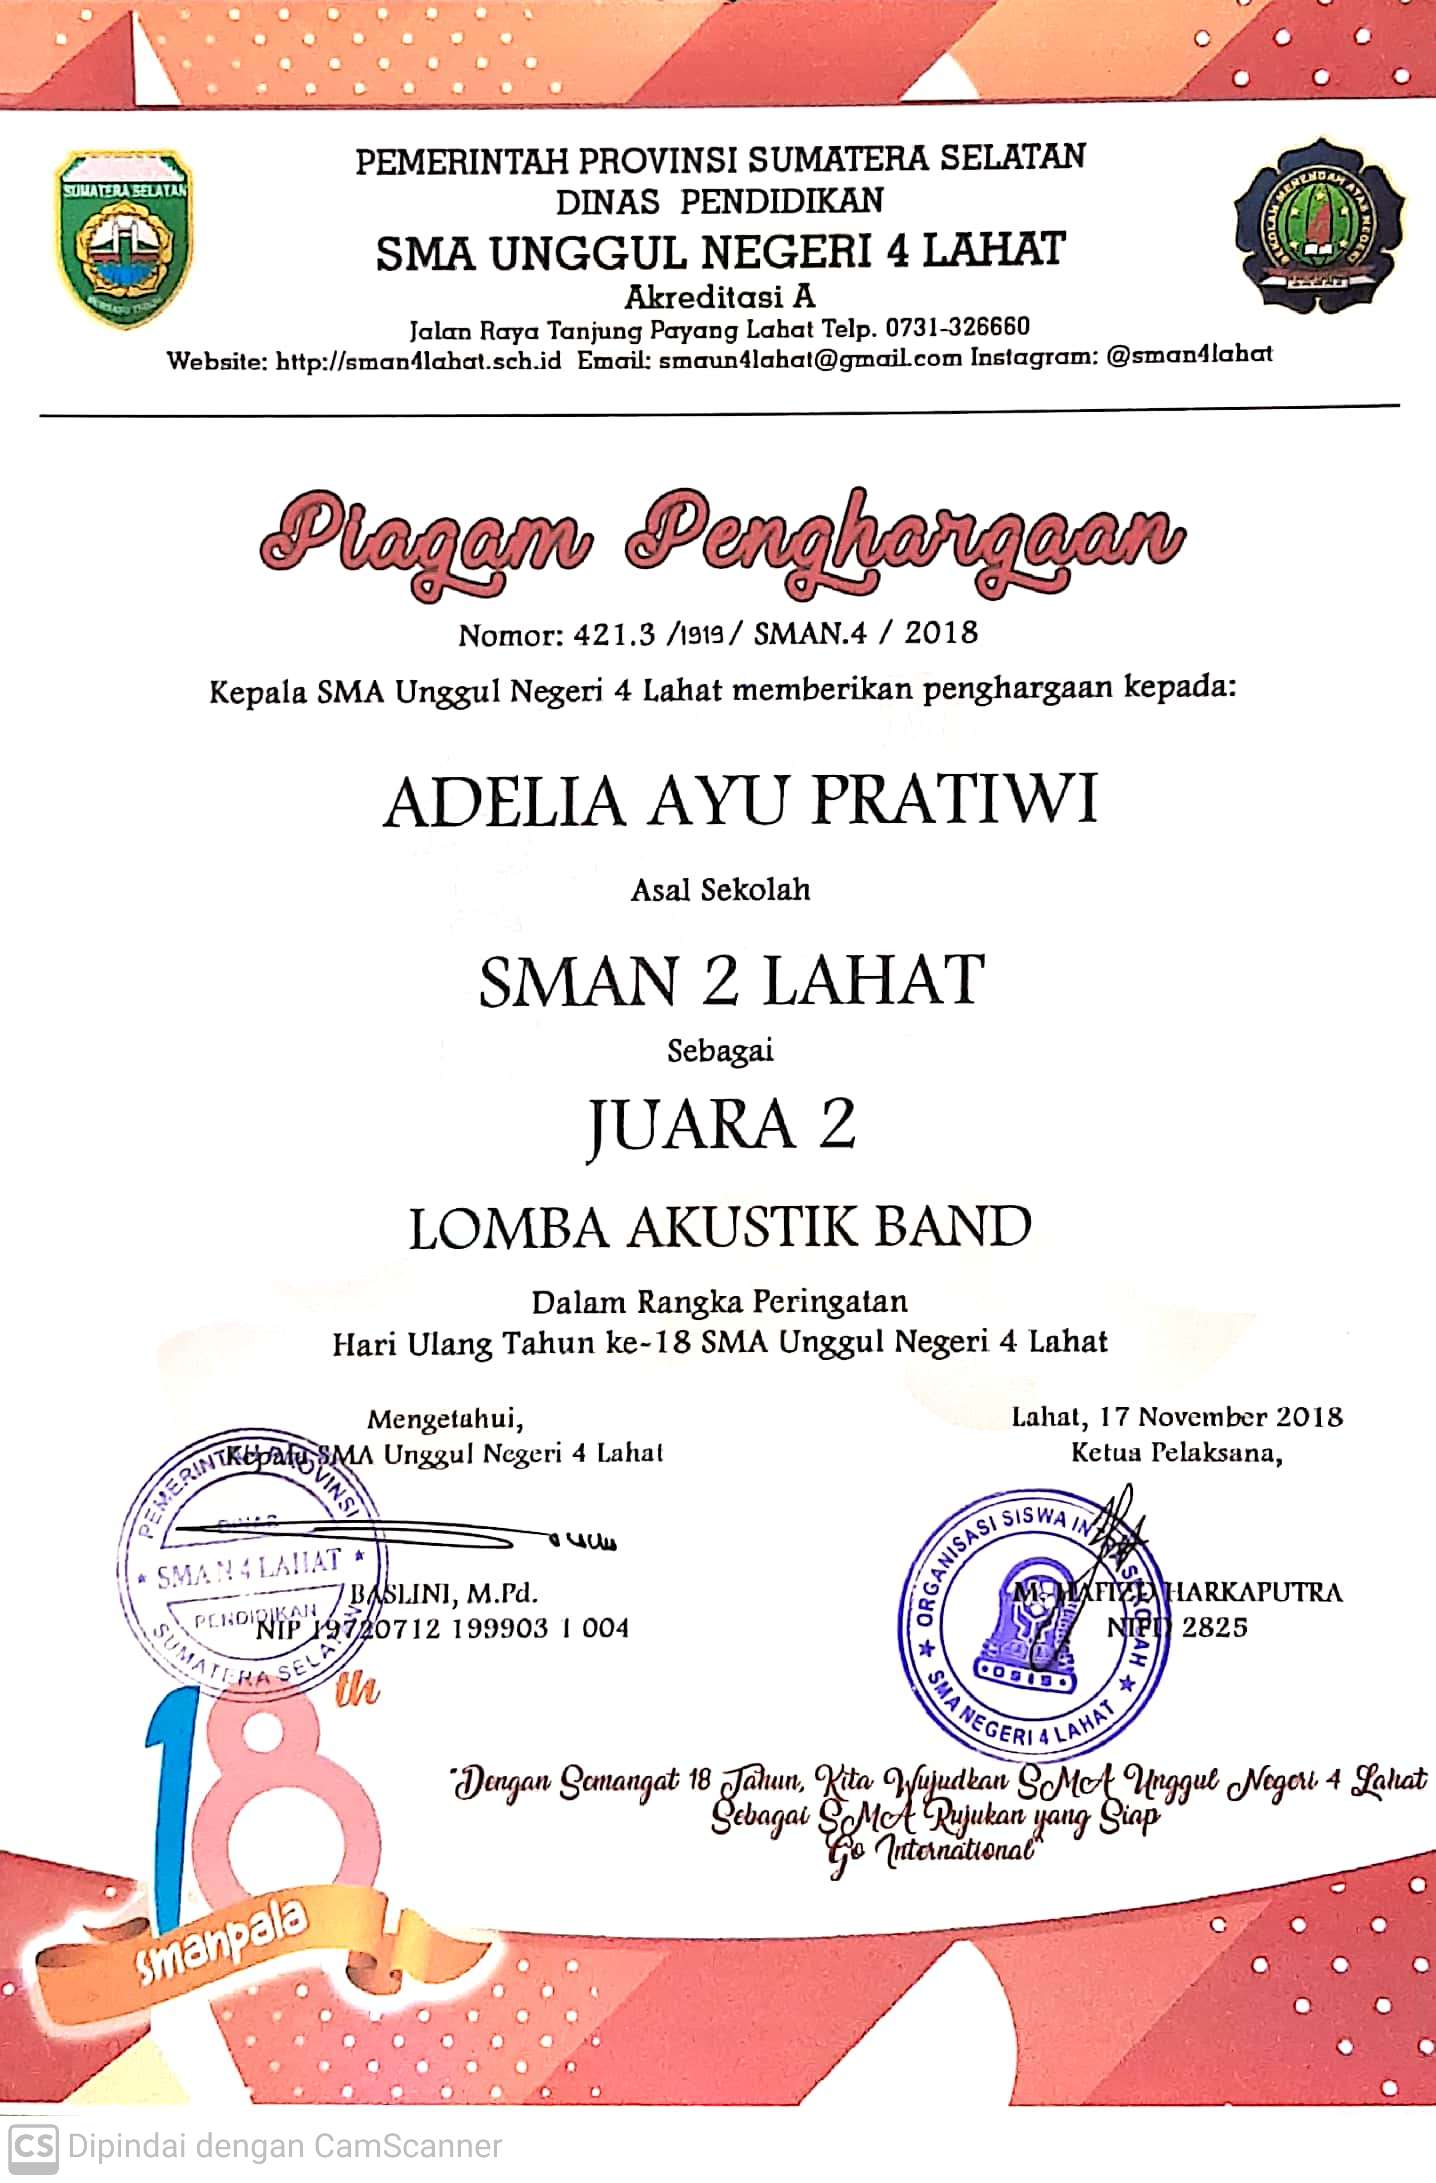 PEMERINTAH PROVINSI SUMATERA SELATAN
DINAS PENDIDIKAN
SMA UNGGUL NEGERI 4 LAHAT
Akreditasi A
Jalan Raya Tanjung Payang Lahat Telp. 0731-326660
Website: http://sman4lahat.sch.id Email: smaun4lahat@gmail.com Instagram: @sman4lahat
SUMATERA SELATAN
SEKOLAH MENENGAH ATAS NEGERI
Piagam Penghargaan
Nomor: 421.3 /1919/ SMAN.4 / 2018
Kepala SMA Unggul Negeri 4 Lahat memberikan penghargaan kepada:
ADELIA AYU PRATIWI
Asal Sekolah
SMAN 2 LAHAT
Sebagai
JUARA 2
LOMBA AKUSTIK BAND
Dalam Rangka Peringatan
Hari Ulang Tahun ke-18 SMA Unggul Negeri 4 Lahat
Mengetahui,
Kepala SMA Unggul Negeri 4 Lahat
PEMERINTAH PROVINSI
DINAS
SMA N 4 LAHAT
PENDIDIKAN
SUMATERA SELATAN
BASLINI, M.Pd.
NIP 19720712 199903 1 004
Lahat, 17 November 2018
Ketua Pelaksana,
ORGANISASI SISWA INTRA SEKOLAH
OSIS
SMA NEGERI 4 LAHAT
M. HAFIZD HARKAPUTRA
NIPD 2825
18th
smanpala
"Dengan Semangat 18 Tahun, Kita Wujudkan SMA Unggul Negeri 4 Lahat
Sebagai SMA Rujukan yang Siap
Go International"
CS Dipindai dengan CamScanner